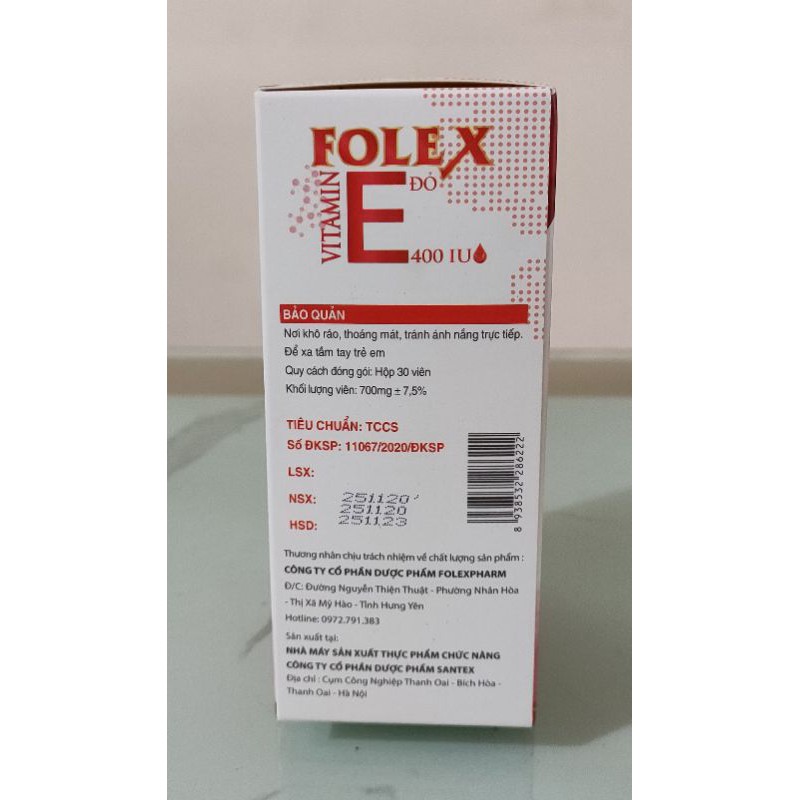 FOLEX
VITAMIN E ĐỎ
400 IU
BẢO QUẢN
Nơi khô ráo, thoáng mát, tránh ánh nắng trực tiếp.
Để xa tầm tay trẻ em
Quy cách đóng gói: Hộp 30 viên
Khối lượng viên: 700mg ± 7,5%
TIÊU CHUẨN: TCCS
Số ĐKSP: 11067/2020/ĐKSP
LSX: 251120
NSX: 251120
HSD: 251123
8 938532 286222
Thương nhân chịu trách nhiệm về chất lượng sản phẩm :
CÔNG TY CỔ PHẦN DƯỢC PHẨM FOLEXPHARM
Đ/C: Đường Nguyễn Thiện Thuật - Phường Nhân Hòa
- Thị Xã Mỹ Hào - Tỉnh Hưng Yên
Hotline: 0972.791.383
Sản xuất tại:
NHÀ MÁY SẢN XUẤT THỰC PHẨM CHỨC NĂNG
CÔNG TY CỔ PHẦN DƯỢC PHẨM SANTEX
Địa chỉ : Cụm Công Nghiệp Thanh Oai - Bích Hòa -
Thanh Oai - Hà Nội